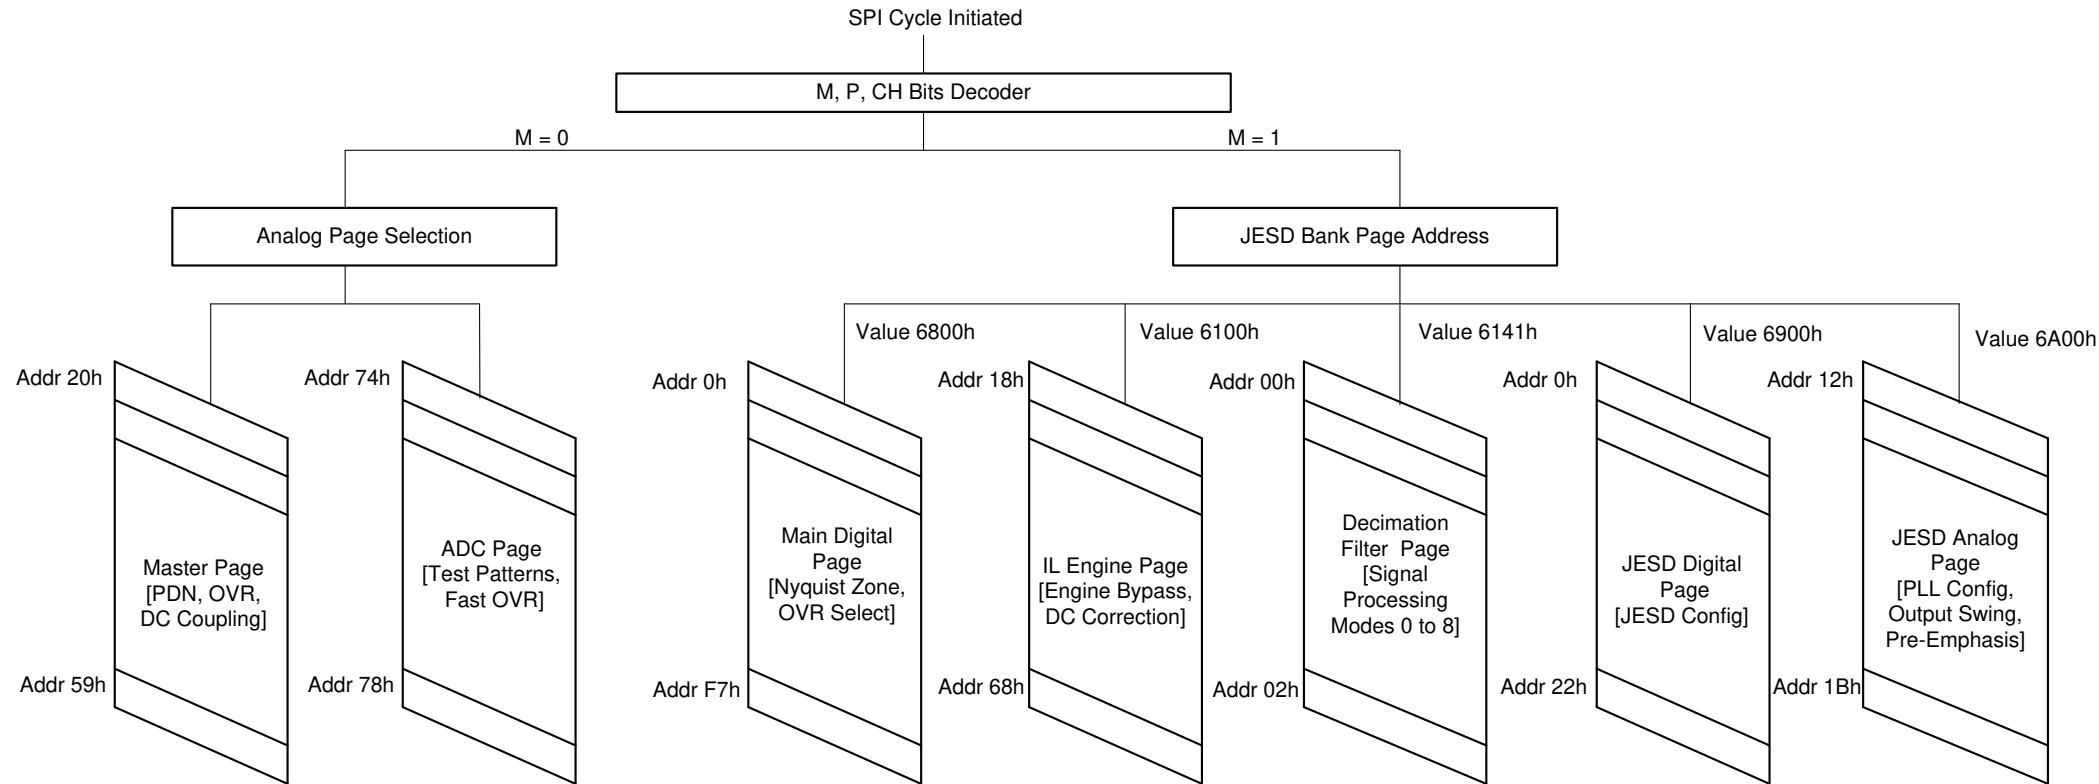 SPI Cycle Initiated
M, P, CH Bits Decoder
M = 0
M = 1
Analog Page Selection
JESD Bank Page Address
Value 6800h
Value 6100h
Value 6141h
Value 6900h
Value 6A00h
Addr 20h
Addr 74h
Addr 0h
Addr 18h
Addr 00h
Addr 0h
Addr 12h
Master Page
[PDN, OVR,
DC Coupling]
ADC Page
[Test Patterns,
Fast OVR]
Main Digital
Page
[Nyquist Zone,
OVR Select]
IL Engine Page
[Engine Bypass,
DC Correction]
Decimation
Filter Page
[Signal
Processing
Modes 0 to 8]
JESD Digital
Page
[JESD Config]
JESD Analog
Page
[PLL Config,
Output Swing,
Pre-Emphasis]
Addr 59h
Addr 78h
Addr F7h
Addr 68h
Addr 02h
Addr 22h
Addr 1Bh